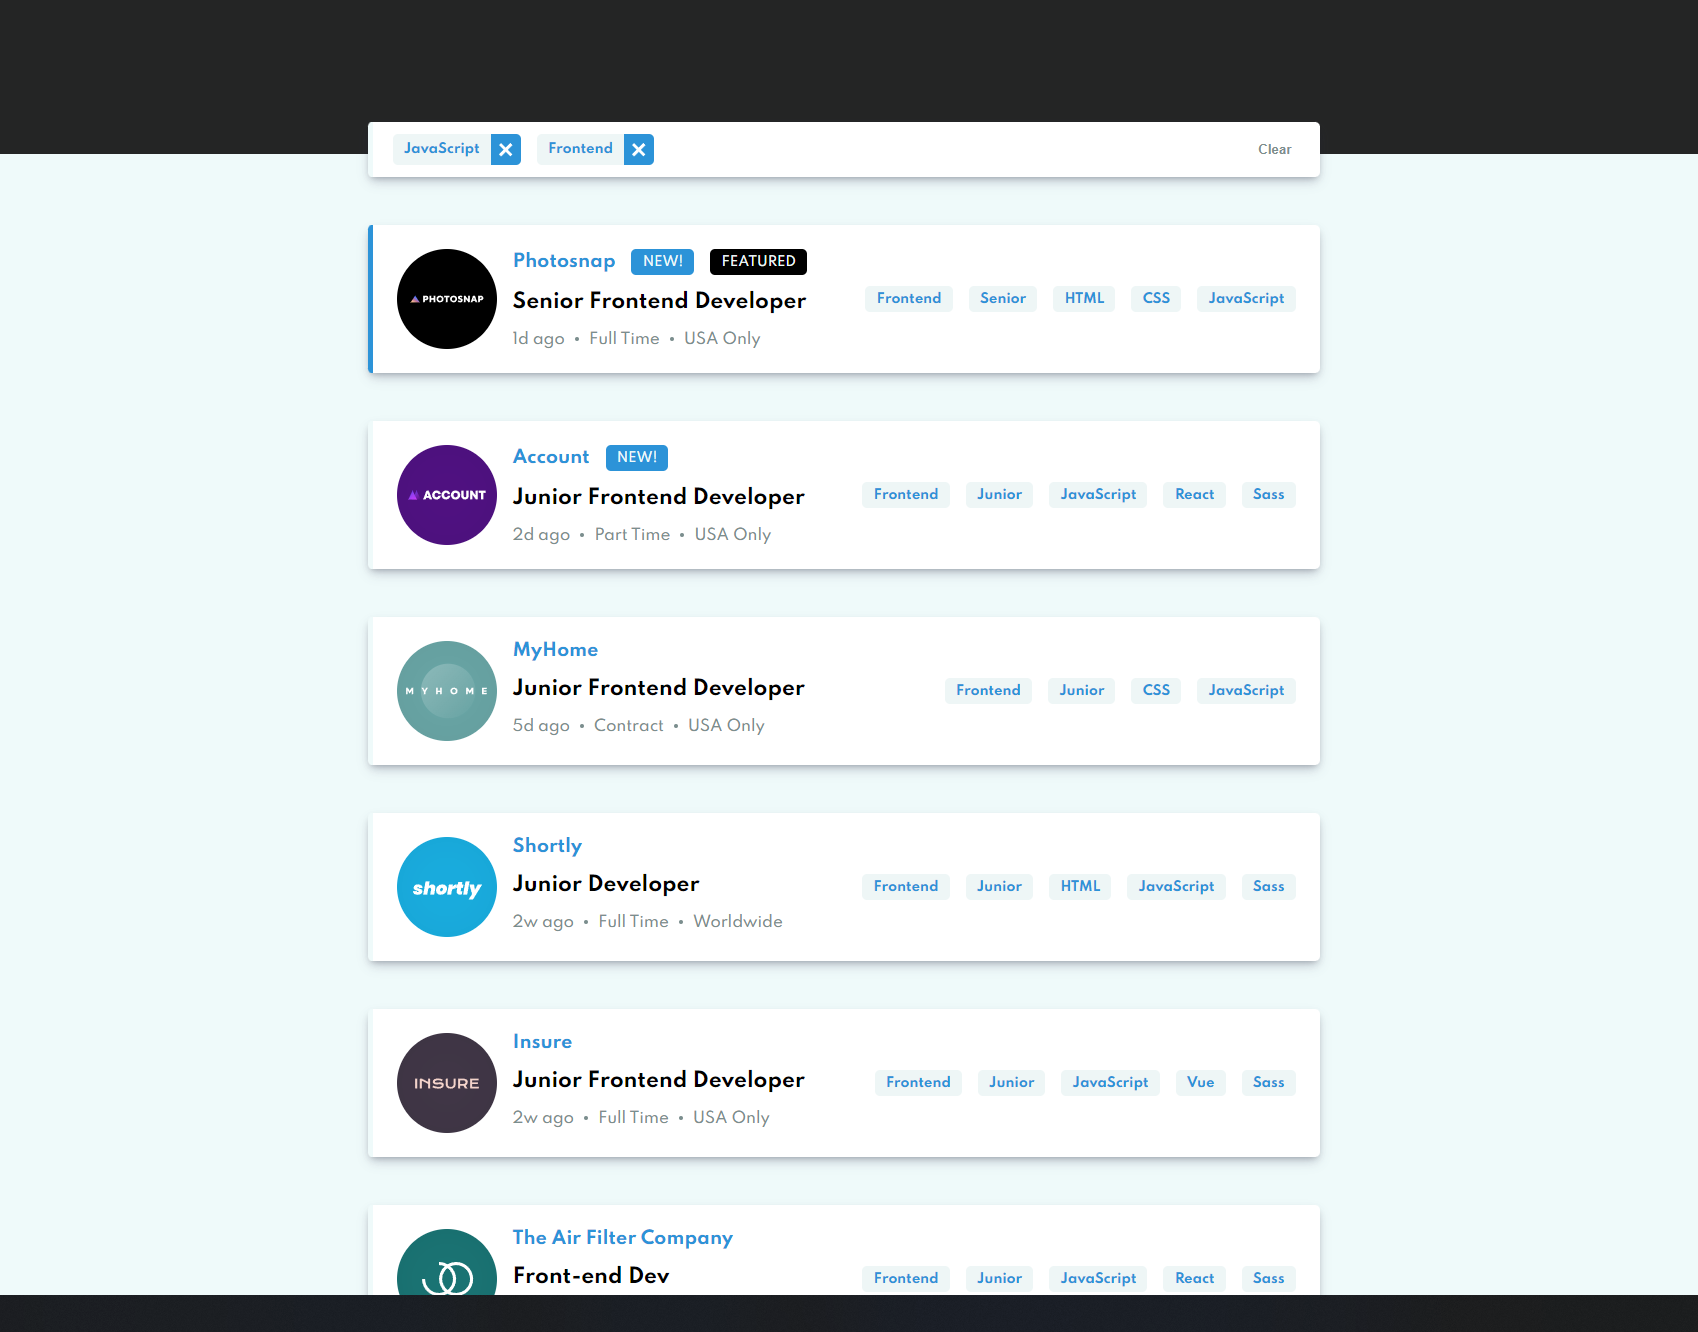 JavaScript Frontend Clear
PHOTOSNAP
Photosnap NEW! FEATURED
Senior Frontend Developer
1d ago • Full Time • USA Only
Frontend Senior HTML CSS JavaScript
ACCOUNT
Account NEW!
Junior Frontend Developer
2d ago • Part Time • USA Only
Frontend Junior JavaScript React Sass
MYHOME
MyHome
Junior Frontend Developer
5d ago • Contract • USA Only
Frontend Junior CSS JavaScript
shortly
Shortly
Junior Developer
2w ago • Full Time • Worldwide
Frontend Junior HTML JavaScript Sass
INSURE
Insure
Junior Frontend Developer
2w ago • Full Time • USA Only
Frontend Junior JavaScript Vue Sass
The Air Filter Company
Front-end Dev
Frontend Junior JavaScript React Sass